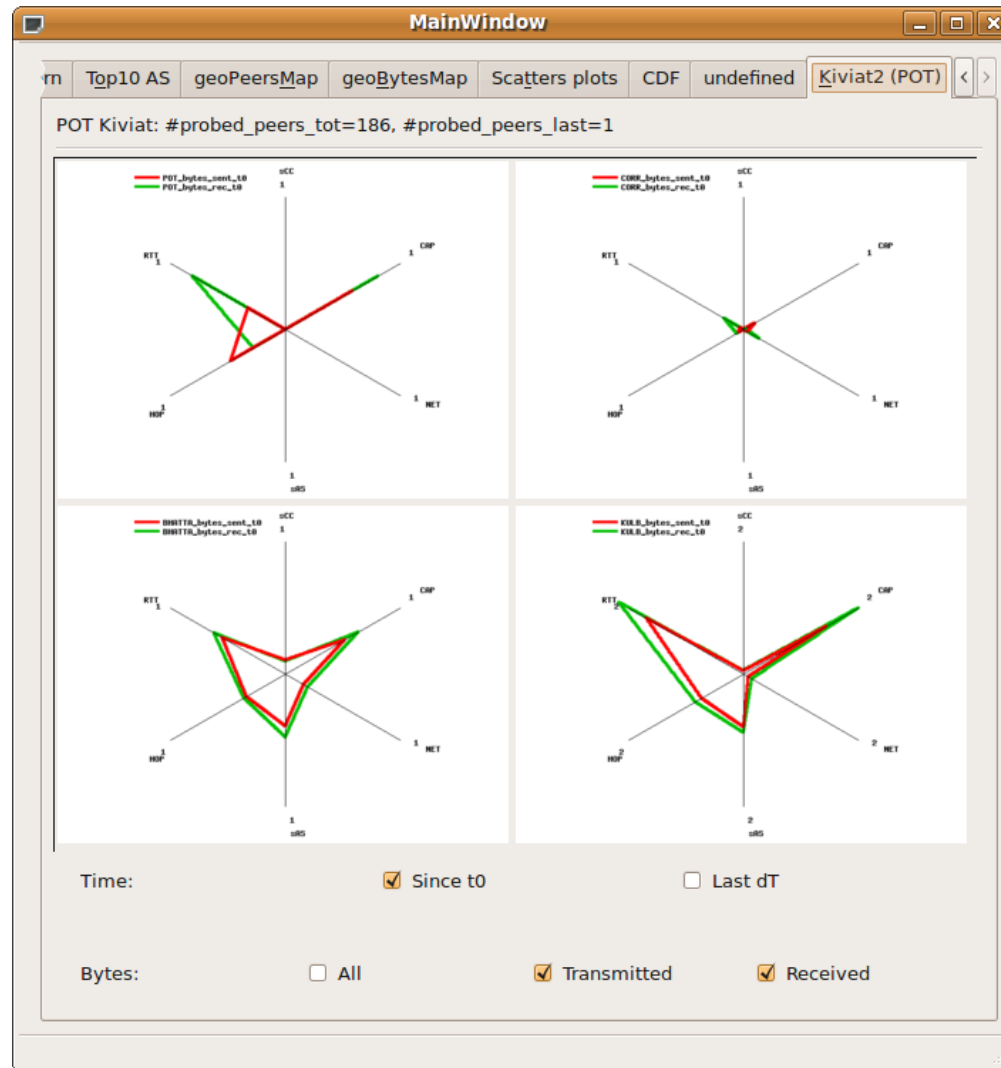 MainWindow
rn Top10 AS geoPeersMap geoBytesMap Scatters plots CDF undefined Kiviat2 (POT)
POT Kiviat: #probed_peers_tot=186, #probed_peers_last=1
POT_bytes_sent_t0
POT_bytes_rec_t0
sCC
1
CAP
1
RTT
1
HOP
1
NET
1
1
sAS
CORR_bytes_sent_t0
CORR_bytes_rec_t0
sCC
1
CAP
1
RTT
1
HOP
1
NET
1
1
sAS
BHATTA_bytes_sent_t0
BHATTA_bytes_rec_t0
sCC
1
CAP
1
RTT
1
HOP
1
NET
1
1
sAS
KULB_bytes_sent_t0
KULB_bytes_rec_t0
sCC
2
CAP
2
RTT
2
HOP
2
NET
2
2
sAS
Time: Since t0 Last dT
Bytes: All Transmitted Received